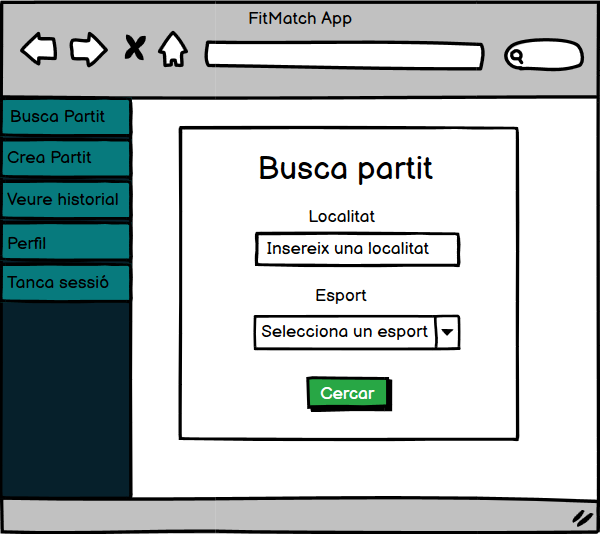 FitMatch App
Busca Partit
Crea Partit
Veure historial
Perfil
Tanca sessió
Busca partit
Localitat
Insereix una localitat
Esport
Selecciona un esport
Cercar